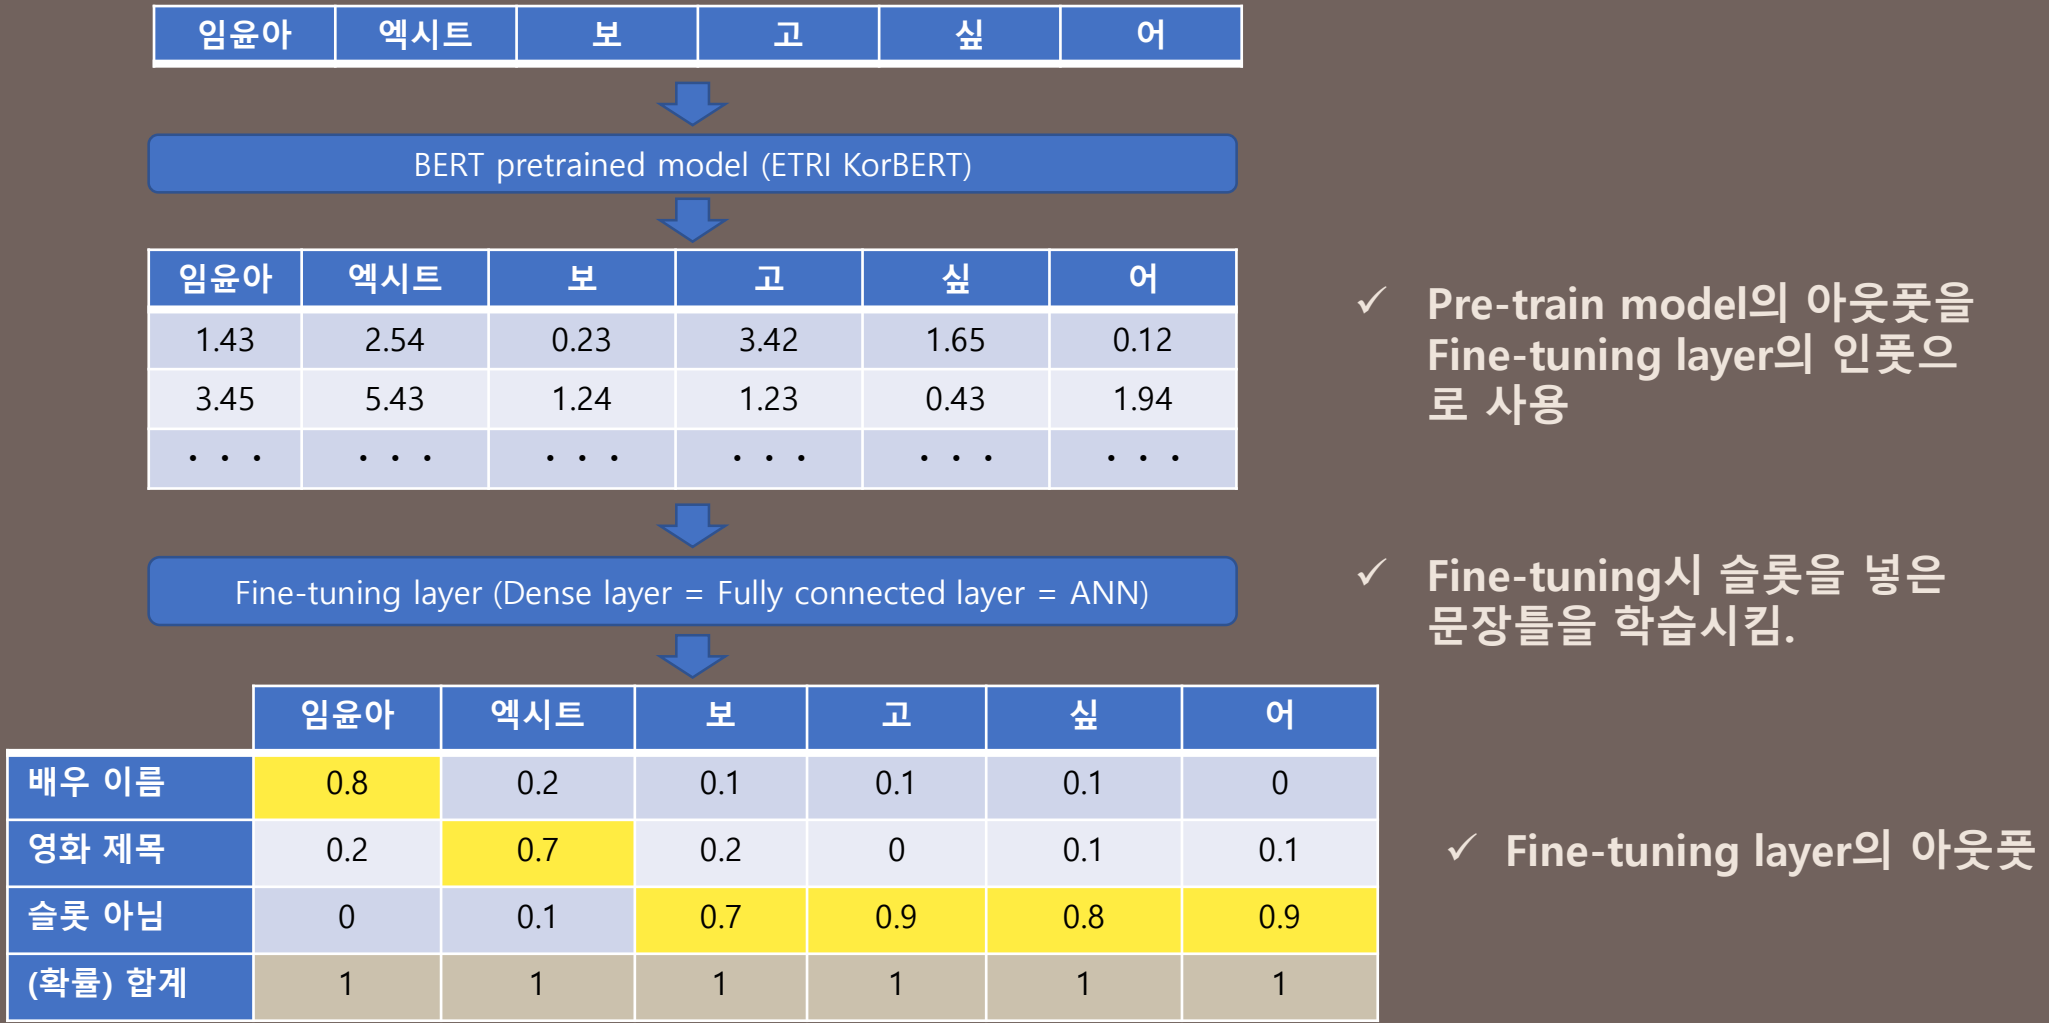 임윤아 엑시트 보 고 싶 어
BERT pretrained model (ETRI KorBERT)
임윤아 엑시트 보 고 싶 어
1.43 2.54 0.23 3.42 1.65 0.12
3.45 5.43 1.24 1.23 0.43 1.94
· · · · · · · · · · · · · · · · · ·
✓ Pre-train model의 아웃풋을
Fine-tuning layer의 인풋으
로 사용
Fine-tuning layer (Dense layer = Fully connected layer = ANN)
✓ Fine-tuning시 슬롯을 넣은
문장틀을 학습시킴.
임윤아 엑시트 보 고 싶 어
배우 이름 0.8 0.2 0.1 0.1 0.1 0
영화 제목 0.2 0.7 0.2 0 0.1 0.1
슬롯 아님 0 0.1 0.7 0.9 0.8 0.9
(확률) 합계 1 1 1 1 1 1
✓ Fine-tuning layer의 아웃풋